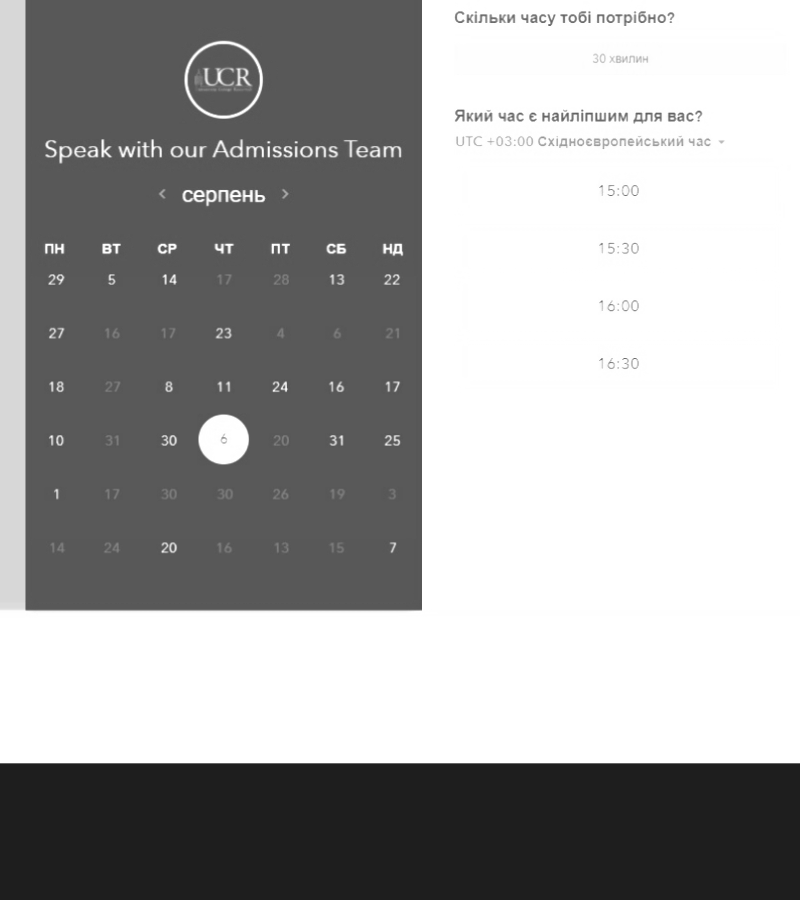 UCR
Speak with our Admissions Team
< серпень >
ПН ВТ СР ЧТ ПТ СБ НД
29 5 14 17 28 13 22
27 16 17 23 4 6 21
18 27 8 11 24 16 17
10 31 30 6 20 31 25
1 17 30 30 26 19 3
14 24 20 16 13 15 7
Скільки часу тобі потрібно?
30 хвилин
Який час є найліпшим для вас?
UTC +03:00 Східноєвропейський час
15:00
15:30
16:00
16:30